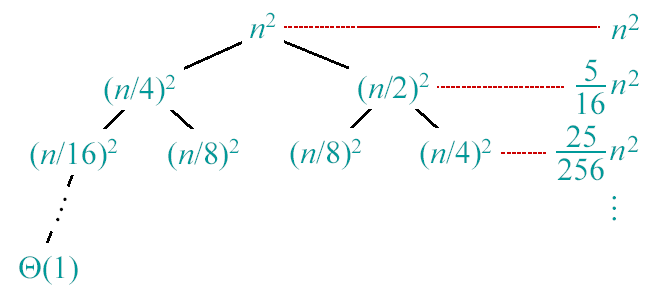 n² n²
(n/4)² (n/2)² 5/16 n²
(n/16)² (n/8)² (n/8)² (n/4)² 25/256 n²
⋮ ⋮
Θ(1)